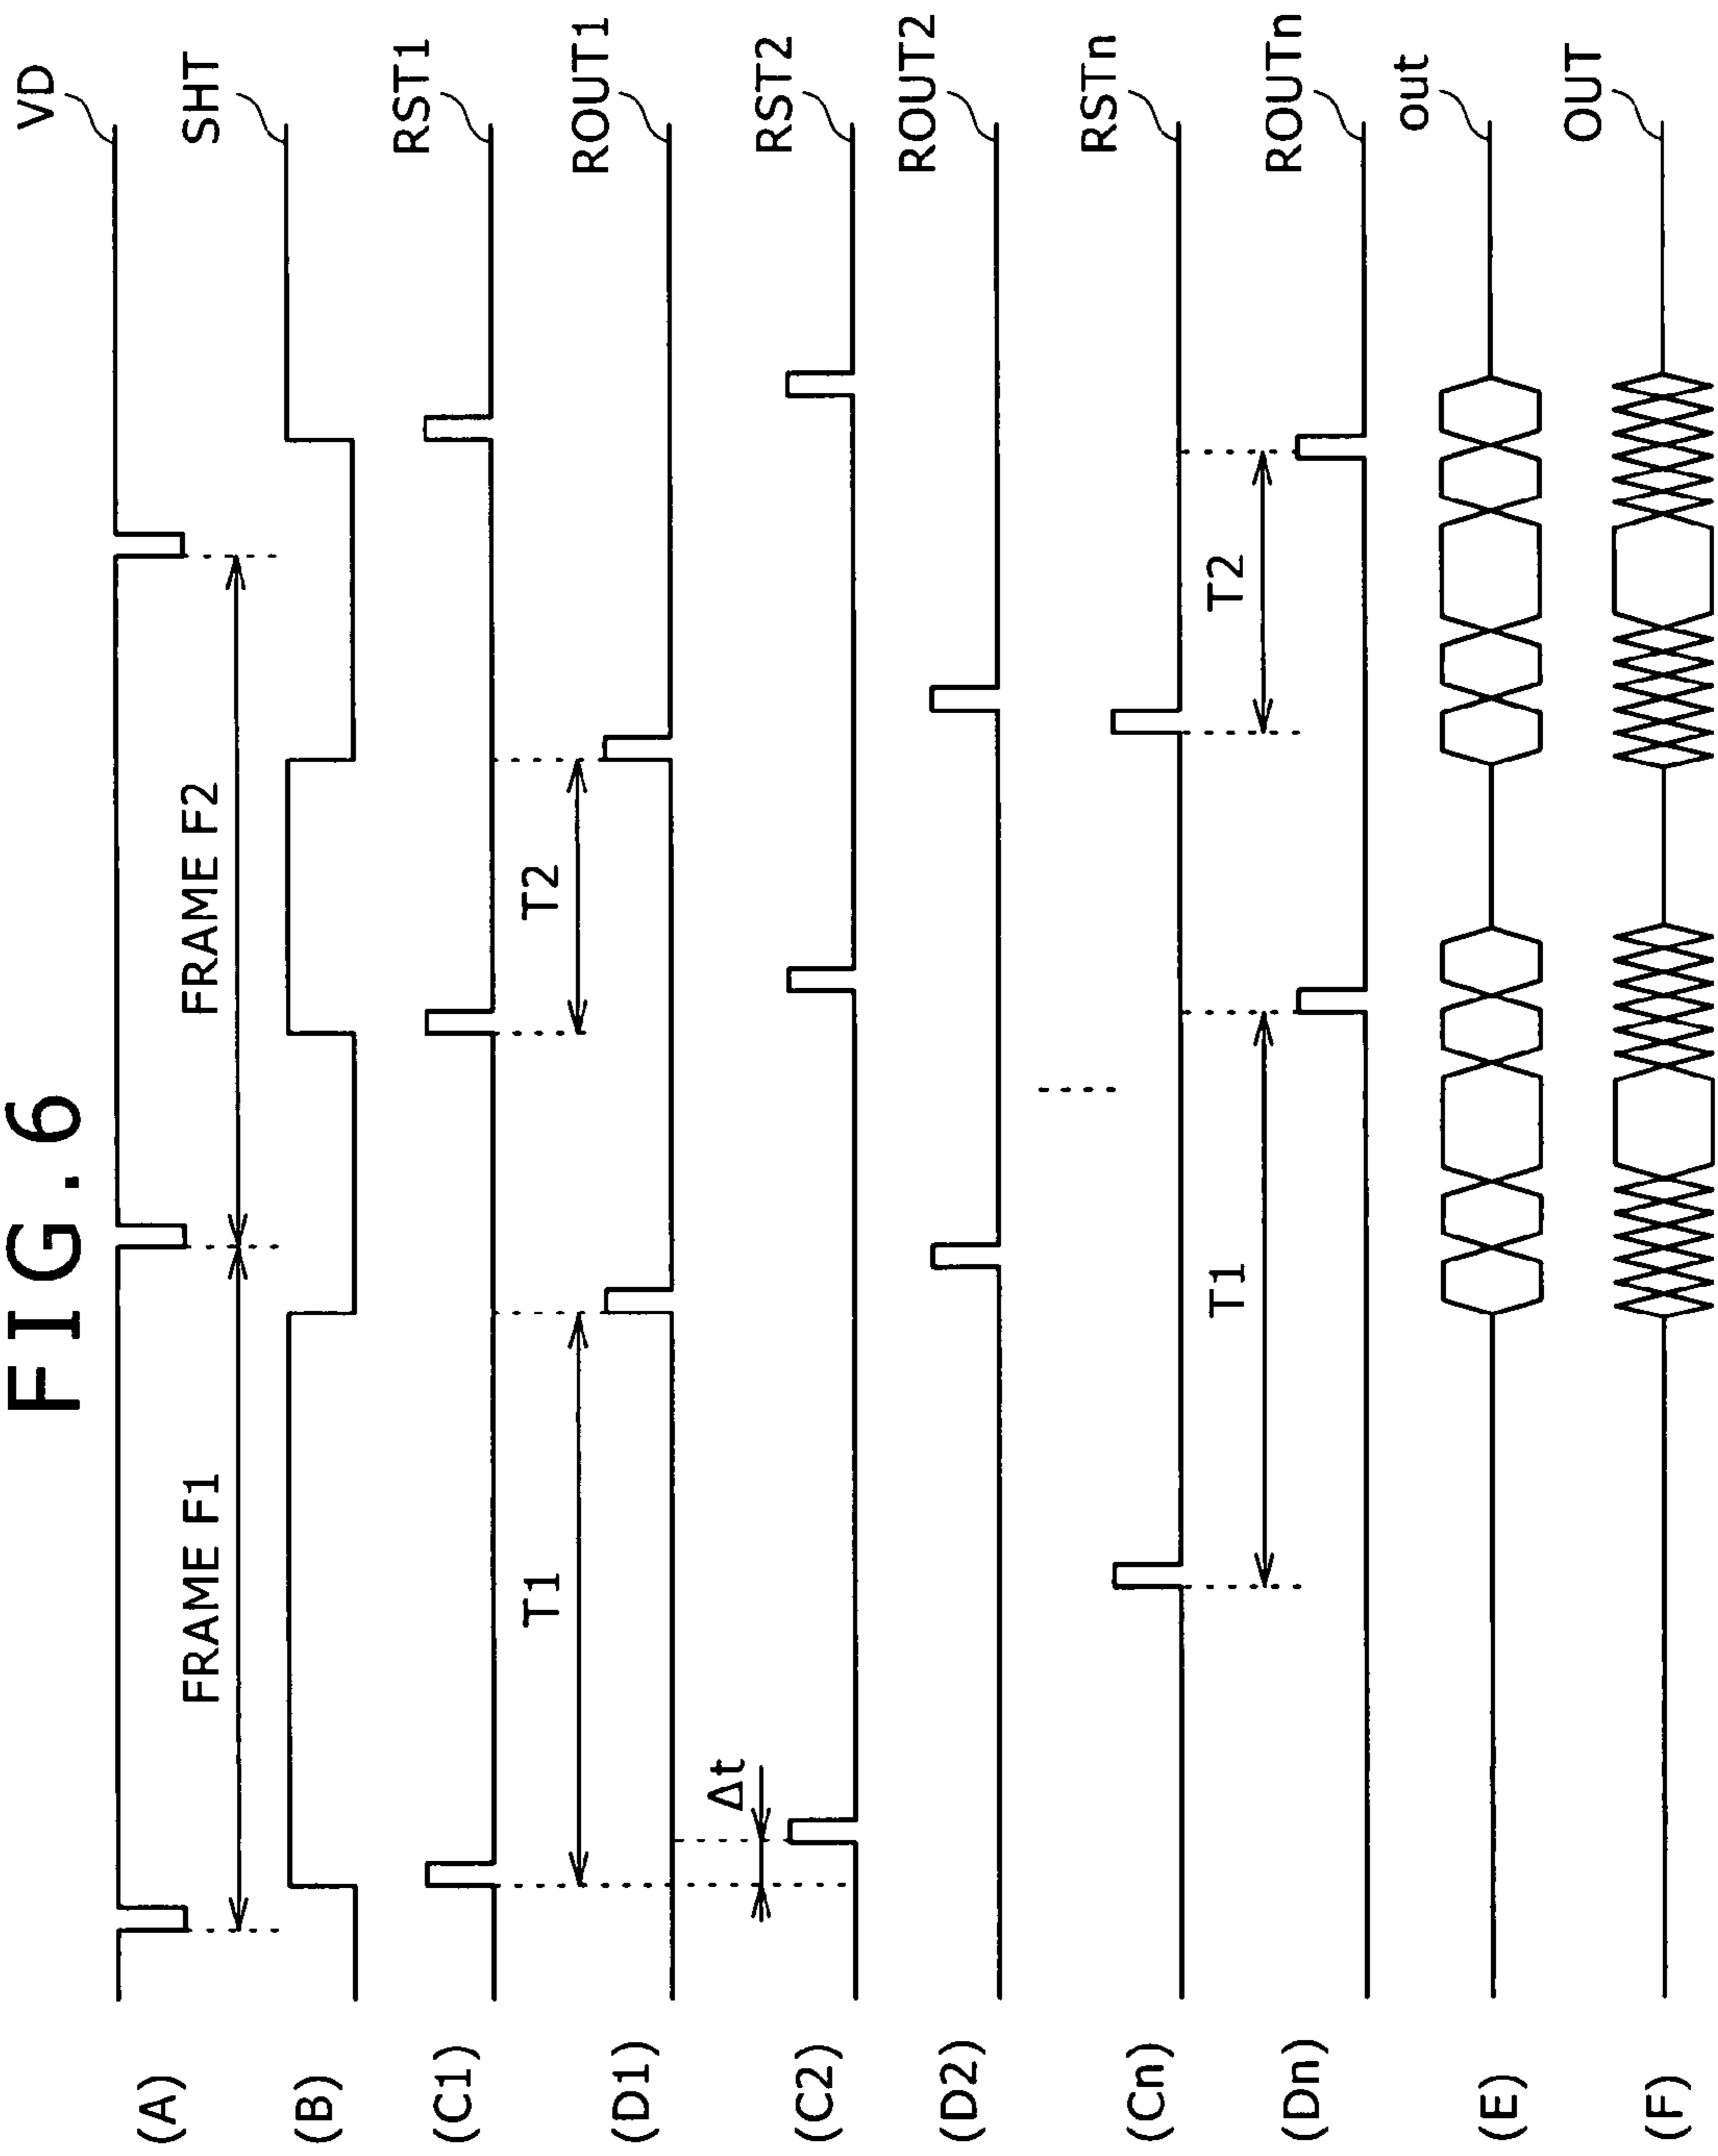 FIG.6
(A) VD
FRAME F1 FRAME F2
(B) SHT
(C1) RST1
T1 T2
(D1) ROUT1
Δt
(C2) RST2
(D2) ROUT2
(Cn) RSTn
T1 T2
(Dn) ROUTn
(E) out
(F) OUT